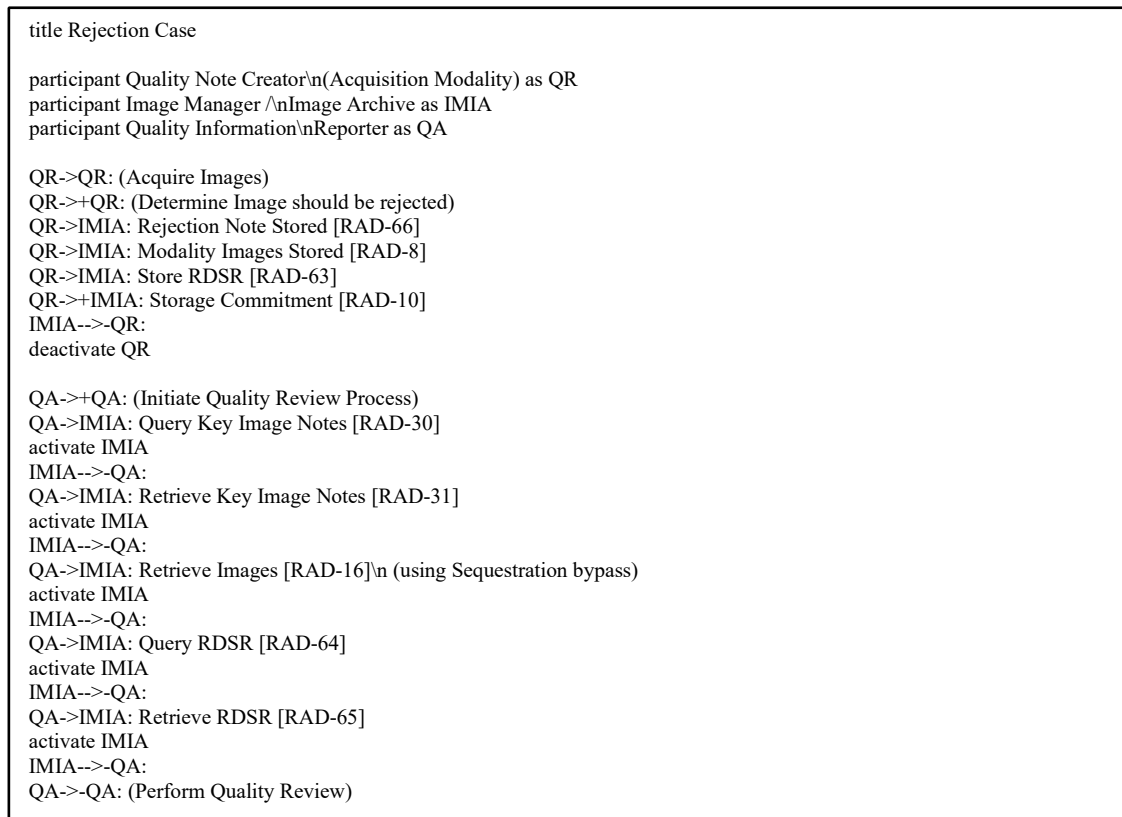 title Rejection Case
participant Quality Note Creator\n(Acquisition Modality) as QR
participant Image Manager /\nImage Archive as IMIA
participant Quality Information\nReporter as QA
QR->QR: (Acquire Images)
QR->+QR: (Determine Image should be rejected)
QR->IMIA: Rejection Note Stored [RAD-66]
QR->IMIA: Modality Images Stored [RAD-8]
QR->IMIA: Store RDSR [RAD-63]
QR->+IMIA: Storage Commitment [RAD-10]
IMIA-->-QR:
deactivate QR
QA->+QA: (Initiate Quality Review Process)
QA->IMIA: Query Key Image Notes [RAD-30]
activate IMIA
IMIA-->-QA:
QA->IMIA: Retrieve Key Image Notes [RAD-31]
activate IMIA
IMIA-->-QA:
QA->IMIA: Retrieve Images [RAD-16]\n (using Sequestration bypass)
activate IMIA
IMIA-->-QA:
QA->IMIA: Query RDSR [RAD-64]
activate IMIA
IMIA-->-QA:
QA->IMIA: Retrieve RDSR [RAD-65]
activate IMIA
IMIA-->-QA:
QA->-QA: (Perform Quality Review)